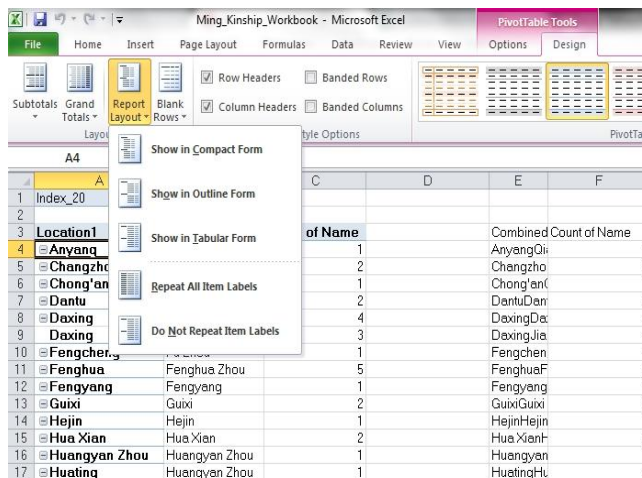 Ming_Kinship_Workbook - Microsoft Excel
PivotTable Tools
File Home Insert Page Layout Formulas Data Review View Options Design
Subtotals Grand Totals Report Layout Blank Rows
Row Headers Banded Rows
Column Headers Banded Columns
Layou tyle Options PivotTa
Show in Compact Form
Show in Outline Form
Show in Tabular Form
Repeat All Item Labels
Do Not Repeat Item Labels
A4
A C D E F
1 Index_20
2
3 Location1 of Name Combined Count of Name
4 Anyang 1 AnyangQi
5 Changzho 2 Changzho
6 Chong'an 1 Chong'an(
7 Dantu 2 DantuDan
8 Daxing 4 DaxingDa
9 Daxing 3 DaxingJia
10 Fengcheng 1 Fengchen
11 Fenghua Fenghua Zhou 5 FenghuaF
12 Fengyang Fengyang 1 Fengyang
13 Guixi Guixi 2 GuixiGuixi
14 Hejin Hejin 1 HejinHejin
15 Hua Xian Hua Xian 2 Hua XianH
16 Huangyan Zhou Huangyan Zhou 1 Huangyan
17 Huating Huangyan Zhou 1 HuatingHu